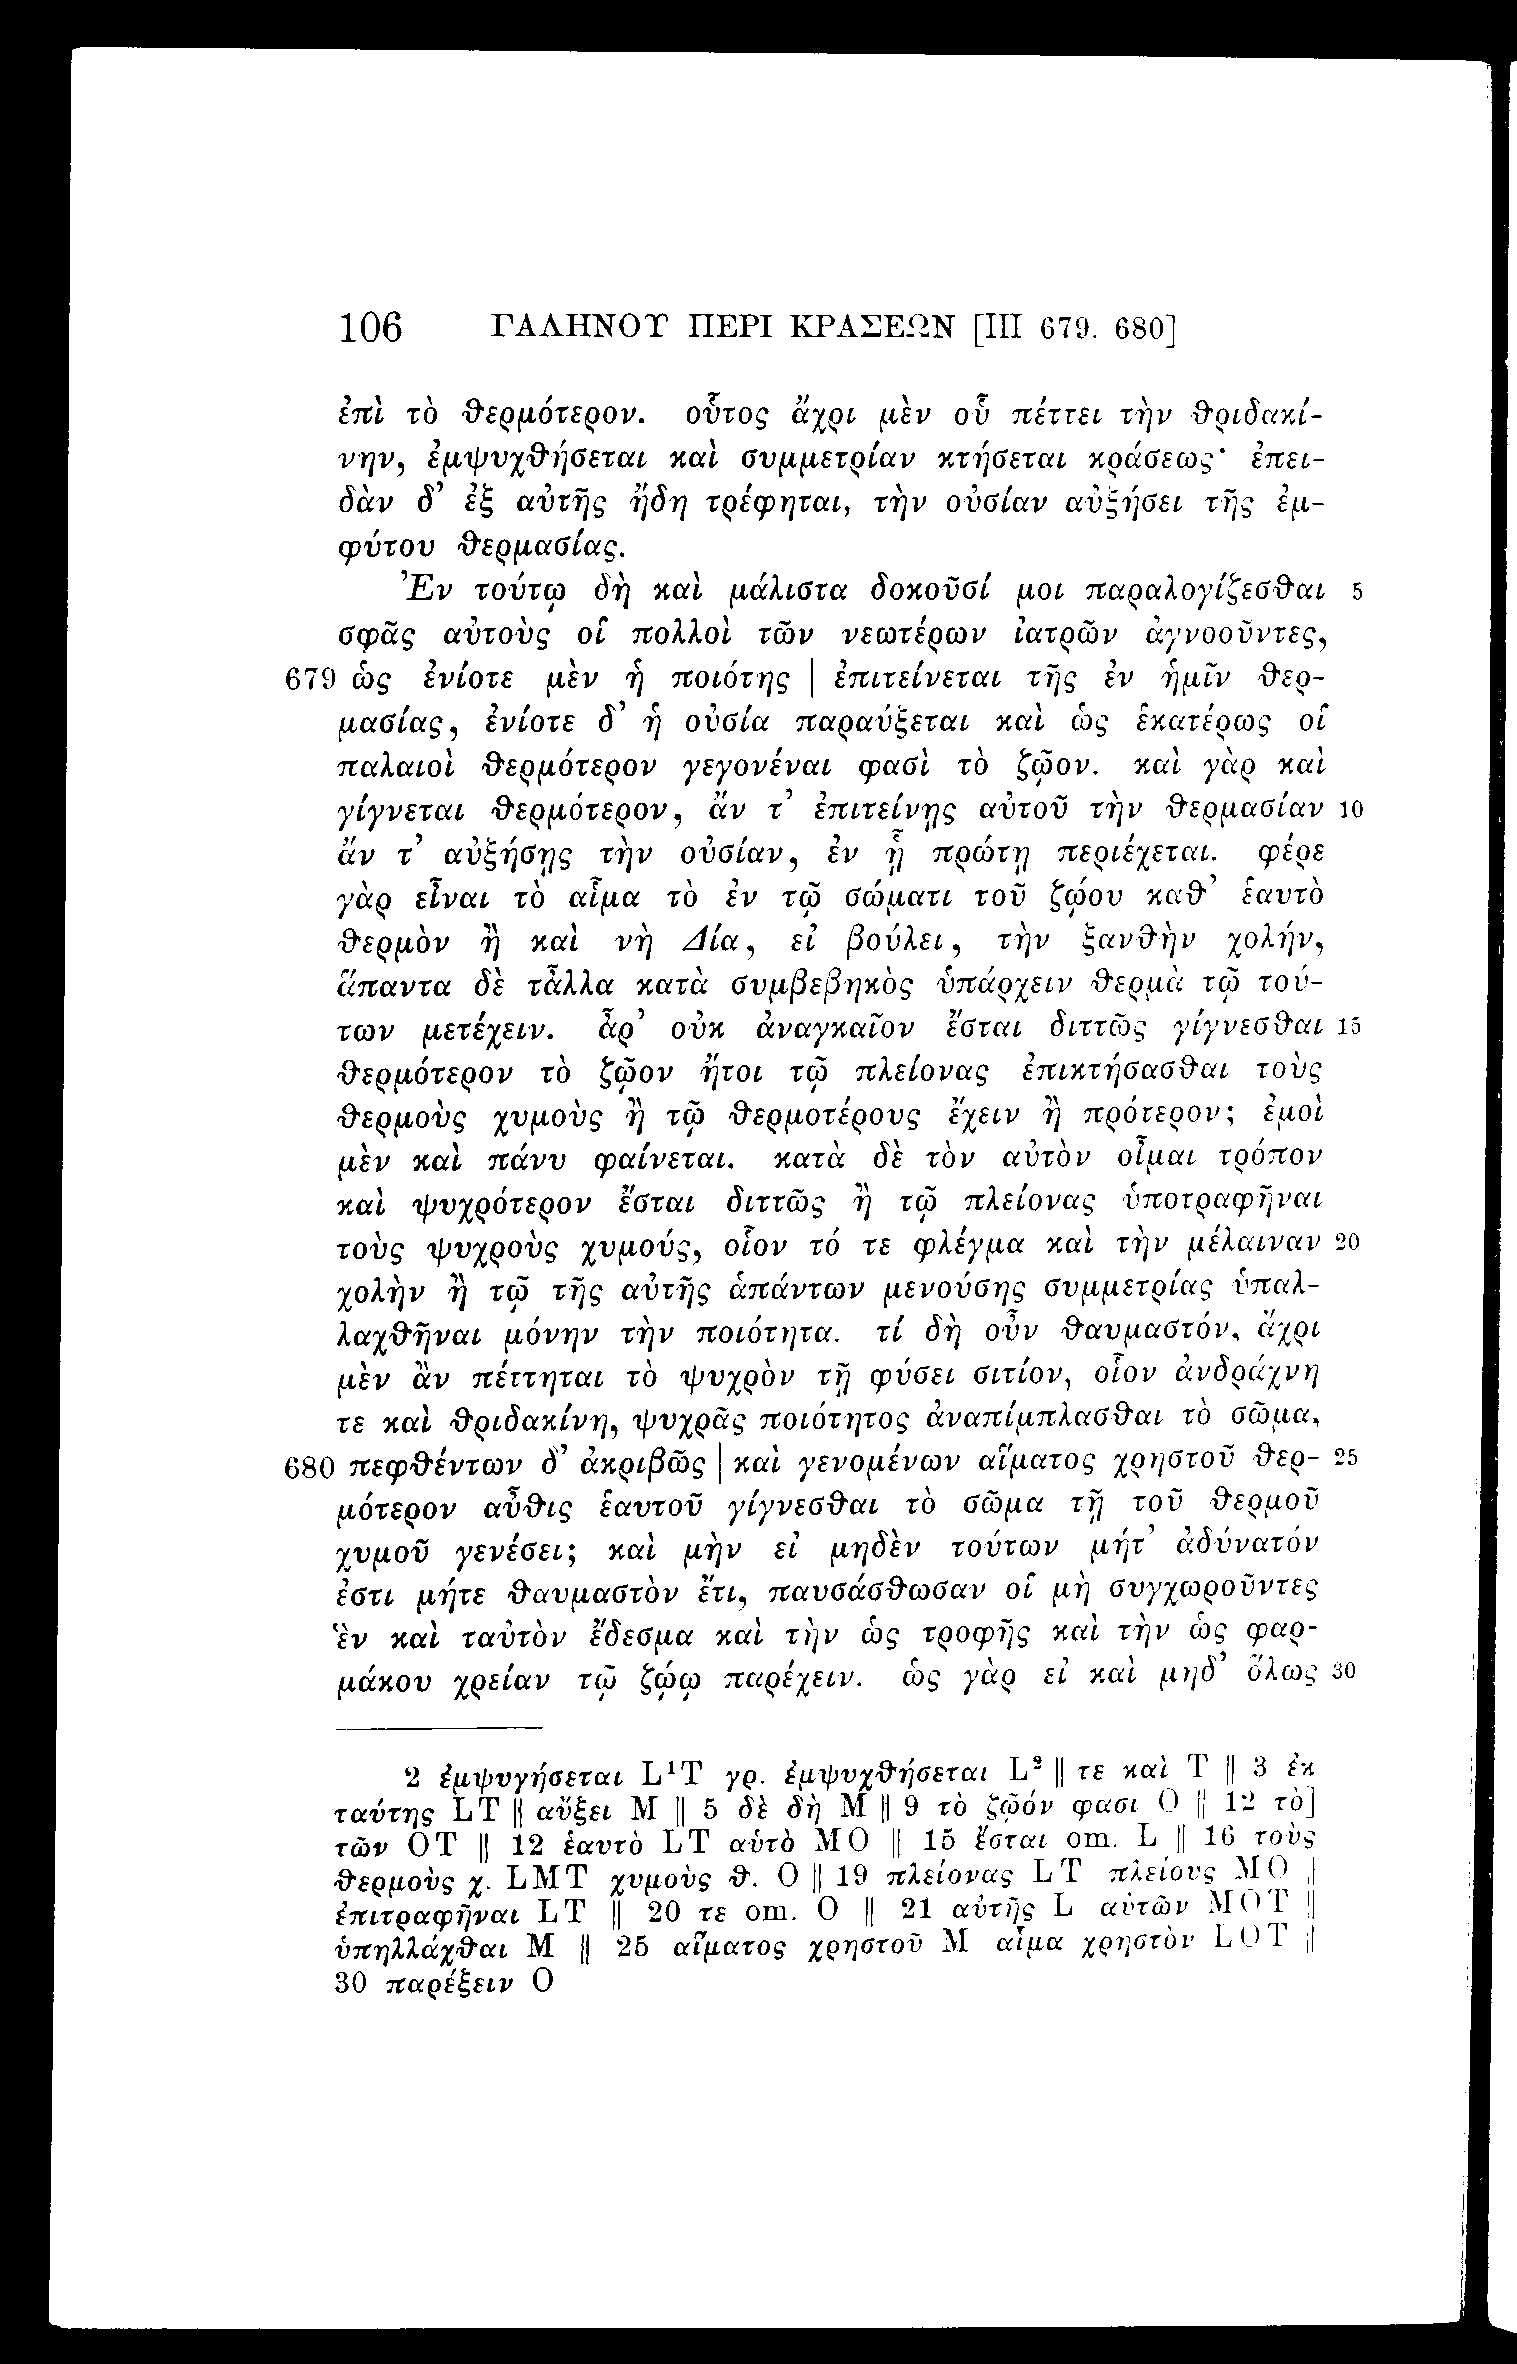 106 ΓΑΛΗΝΟΥ ΠΕΡΙ ΚΡΑΣΕΩΝ [III 679. 680]
ἐπὶ τὸ θερμότερον. οὗτος ἄχρι μὲν οὗ πέττει τὴν θριδακί-
νην, ἐμψυχθήσεται καὶ συμμετρίαν κτήσεται κράσεως· ἐπει-
δὰν δ’ ἐξ αὐτῆς ἤδη τρέφηται, τὴν οὐσίαν αὐξήσει τῆς ἐμ-
φύτου θερμασίας.
Ἐν τούτῳ δὴ καὶ μάλιστα δοκοῦσί μοι παραλογίζεσθαι 5
σφᾶς αὐτοὺς οἱ πολλοὶ τῶν νεωτέρων ἰατρῶν ἀγνοοῦντες,
679 ὡς ἐνίοτε μὲν ἡ ποιότης | ἐπιτείνεται τῆς ἐν ἡμῖν θερ-
μασίας, ἐνίοτε δ’ ἡ οὐσία παραύξεται καὶ ὡς ἑκατέρως οἱ
παλαιοὶ θερμότερον γεγονέναι φασὶ τὸ ζῷον. καὶ γὰρ καὶ
γίγνεται θερμότερον, ἄν τ’ ἐπιτείνῃς αὐτοῦ τὴν θερμασίαν 10
ἄν τ’ αὐξήσῃς τὴν οὐσίαν, ἐν ᾗ πρώτῃ περιέχεται. φέρε
γὰρ εἶναι τὸ αἷμα τὸ ἐν τῷ σώματι τοῦ ζῴου καθ’ ἑαυτὸ
θερμὸν ἢ καὶ νὴ Δία, εἰ βούλει, τὴν ξανθὴν χολήν,
ἅπαντα δὲ τἆλλα κατὰ συμβεβηκὸς ὑπάρχειν θερμὰ τῷ τού-
των μετέχειν. ἆρ’ οὐκ ἀναγκαῖον ἔσται διττῶς γίγνεσθαι 15
θερμότερον τὸ ζῷον ἤτοι τῷ πλείονας ἐπικτήσασθαι τοὺς
θερμοὺς χυμοὺς ἢ τῷ θερμοτέρους ἔχειν ἢ πρότερον; ἐμοὶ
μὲν καὶ πάνυ φαίνεται. κατὰ δὲ τὸν αὐτὸν οἶμαι τρόπον
καὶ ψυχρότερον ἔσται διττῶς ἢ τῷ πλείονας ὑποτραφῆναι
τοὺς ψυχροὺς χυμούς, οἷον τό τε φλέγμα καὶ τὴν μέλαιναν 20
χολὴν ἢ τῷ τῆς αὐτῆς ἁπάντων μενούσης συμμετρίας ὑπαλ-
λαχθῆναι μόνην τὴν ποιότητα. τί δὴ οὖν θαυμαστόν, ἄχρι
μὲν ἂν πέττηται τὸ ψυχρὸν τῇ φύσει σιτίον, οἷον ἀνδράχνη
τε καὶ θριδακίνη, ψυχρᾶς ποιότητος ἀναπίμπλασθαι τὸ σῶμα,
680 πεφθέντων δ’ ἀκριβῶς | καὶ γενομένων αἵματος χρηστοῦ θερ- 25
μότερον αὖθις ἑαυτοῦ γίγνεσθαι τὸ σῶμα τῇ τοῦ θερμοῦ
χυμοῦ γενέσει; καὶ μὴν εἰ μηδὲν τούτων μήτ’ ἀδύνατόν
ἐστι μήτε θαυμαστὸν ἔτι, παυσάσθωσαν οἱ μὴ συγχωροῦντες
ἓν καὶ ταὐτὸν ἔδεσμα καὶ τὴν ὡς τροφῆς καὶ τὴν ὡς φαρ-
μάκου χρείαν τῷ ζῴῳ παρέχειν. ὡς γὰρ εἰ καὶ μηδ’ ὅλως 30
2 ἐμψυγήσεται L¹T γρ. ἐμψυχθήσεται L² || τε καὶ T || 3 ἐκ
ταύτης LT || αὔξει M || 5 δὲ δὴ M || 9 τὸ ζῷόν φασι O || 12 τὸ]
τῶν OT || 12 ἑαυτὸ LT αὑτὸ MO || 15 ἔσται om. L || 16 τοὺς
θερμοὺς χ. LMT χυμοὺς θ. O || 19 πλείονας LT πλείους MO |
ἐπιτραφῆναι LT || 20 τε om. O || 21 αὐτῆς L αὐτῶν MOT ||
ὑπηλλάχθαι M || 25 αἵματος χρηστοῦ M αἷμα χρηστὸν LOT ||
30 παρέξειν O